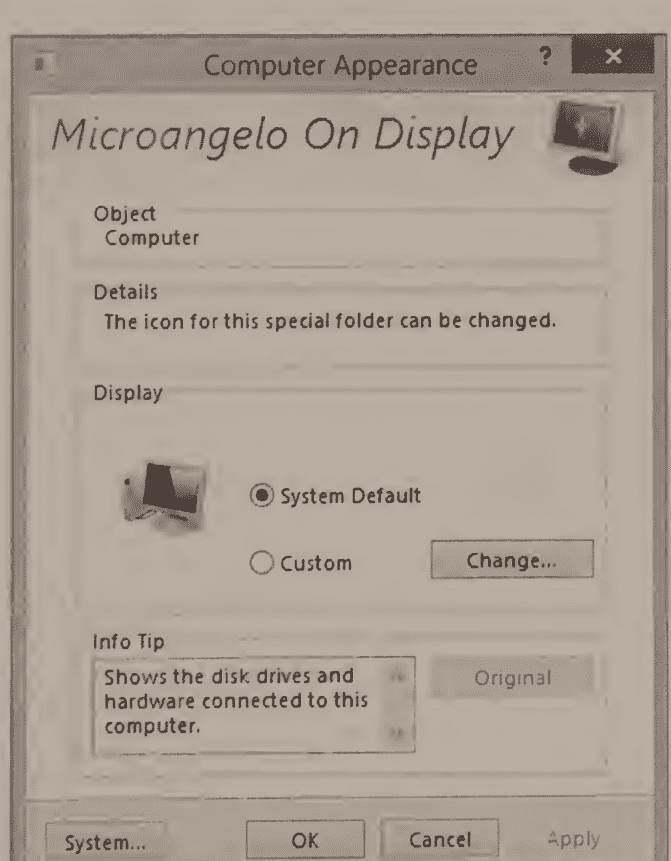 Computer Appearance ? ×
Microangelo On Display
Object
Computer
Details
The icon for this special folder can be changed.
Display
System Default
Custom Change...
Info Tip
Shows the disk drives and Original
hardware connected to this
computer.
System... OK Cancel Apply